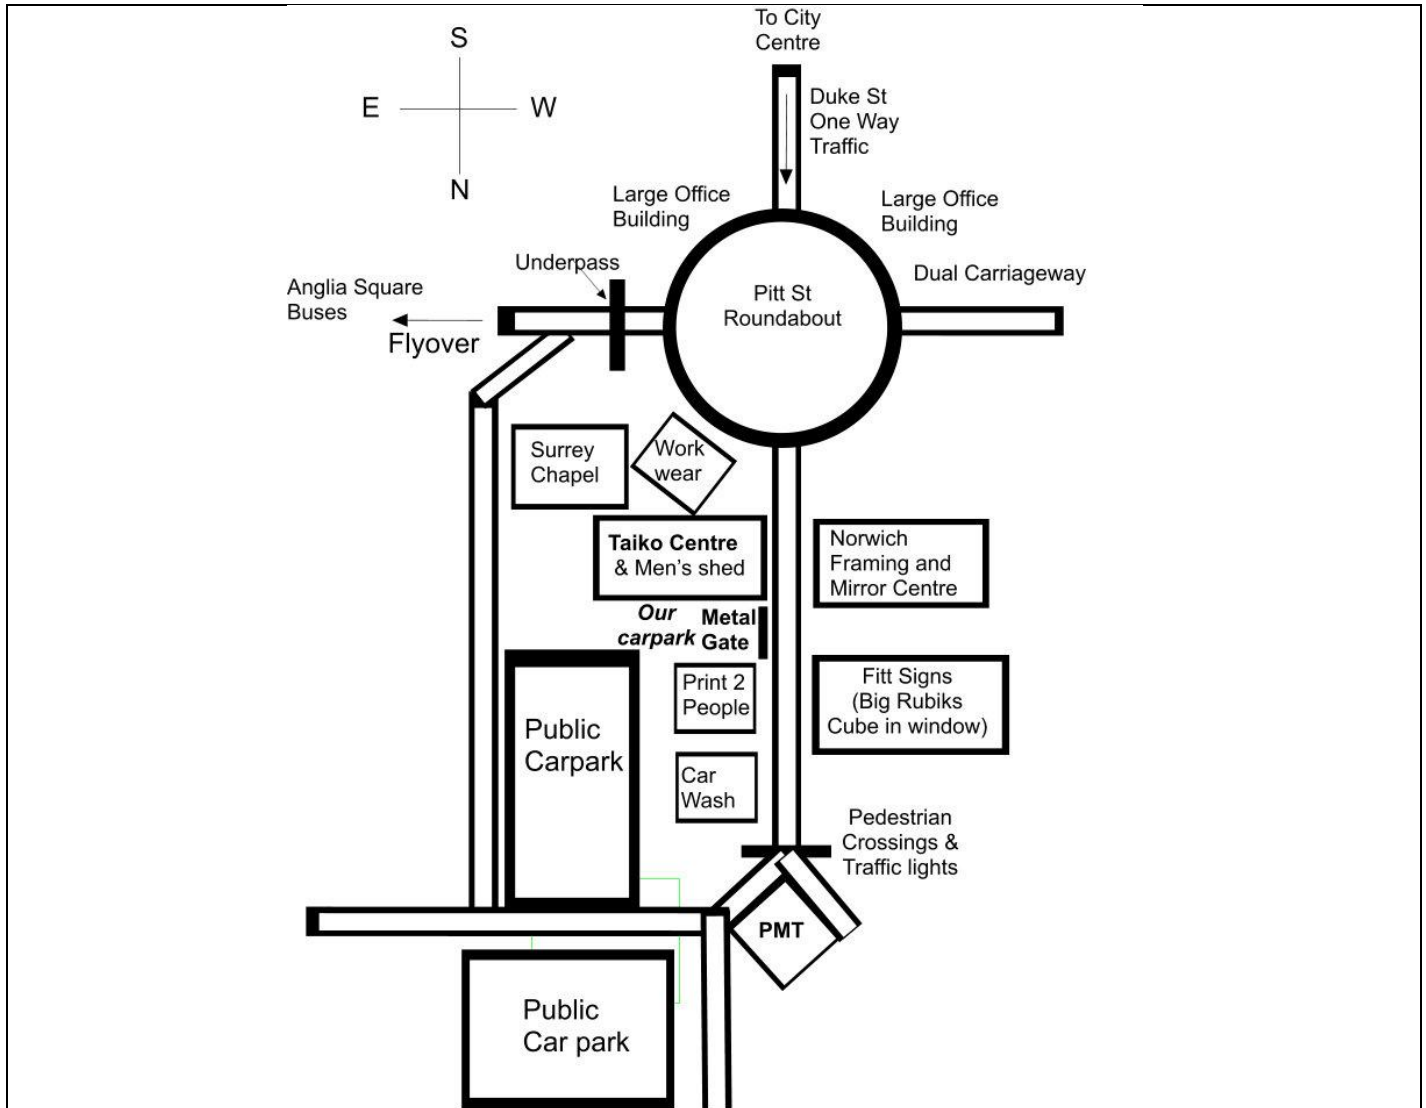 To City
Centre
S
E
W
N
Duke St
One Way
Traffic
Large Office
Building
Large Office
Building
Underpass
Dual Carriageway
Anglia Square
Buses
Flyover
Pitt St
Roundabout
Surrey
Chapel
Work
wear
Taiko Centre
& Men's shed
Norwich
Framing and
Mirror Centre
Our
carpark
Metal
Gate
Print 2
People
Fitt Signs
(Big Rubiks
Cube in window)
Public
Carpark
Car
Wash
Pedestrian
Crossings &
Traffic lights
PMT
Public
Car park